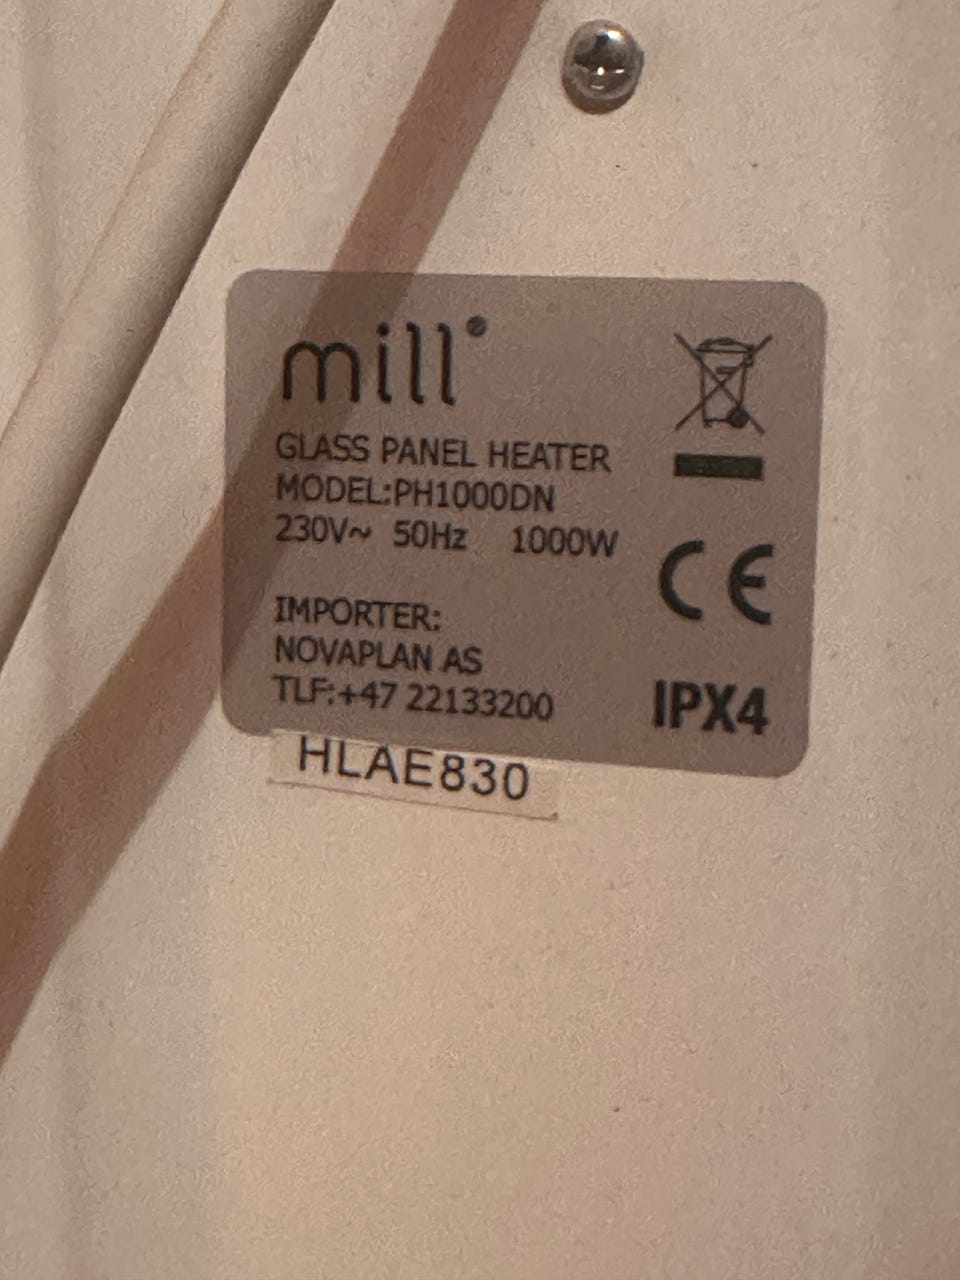 mill
GLASS PANEL HEATER
MODEL:PH1000DN
230V~ 50Hz 1000W
CE
IMPORTER:
NOVAPLAN AS
TLF:+47 22133200
IPX4
HLAE830